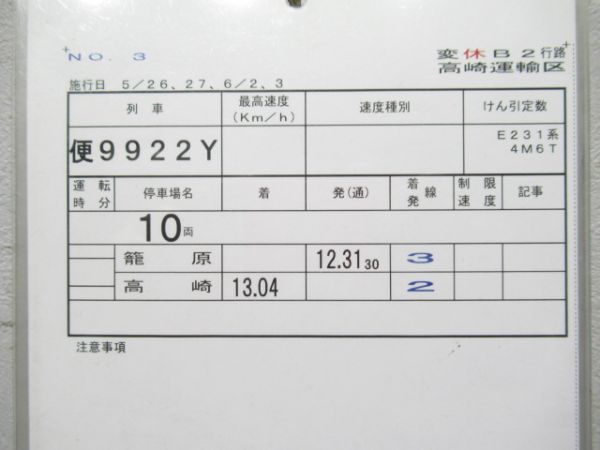 NO. 3
変休B2行路
高崎運輸区
施行日 5/26、27、6/2、3
列車 最高速度 (Km/h) 速度種別 けん引定数
便9922Y E231系 4M6T
運転時分 停車場名 着 発(通) 着発線 制限速度 記事
10両
籠原 12.31 30 3
高崎 13.04 2
注意事項